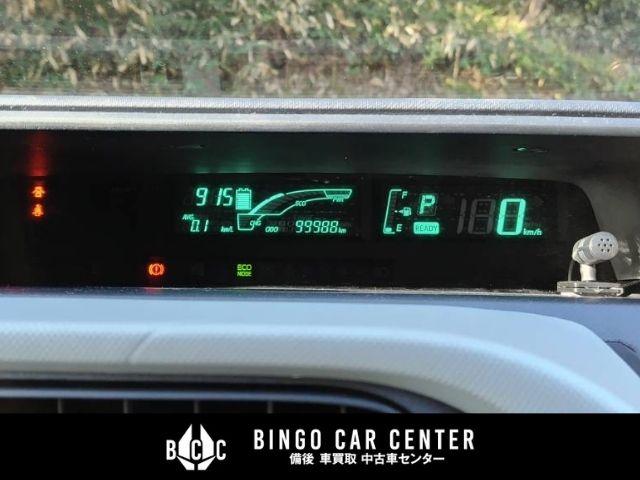 915
ECO
PWR
AVG
0.1 km/L
CHG
ODO 99988 km
F
E
P
READY
0 km/h
ECO
MODE
BCC
BINGO CAR CENTER
備後 車買取 中古車センター